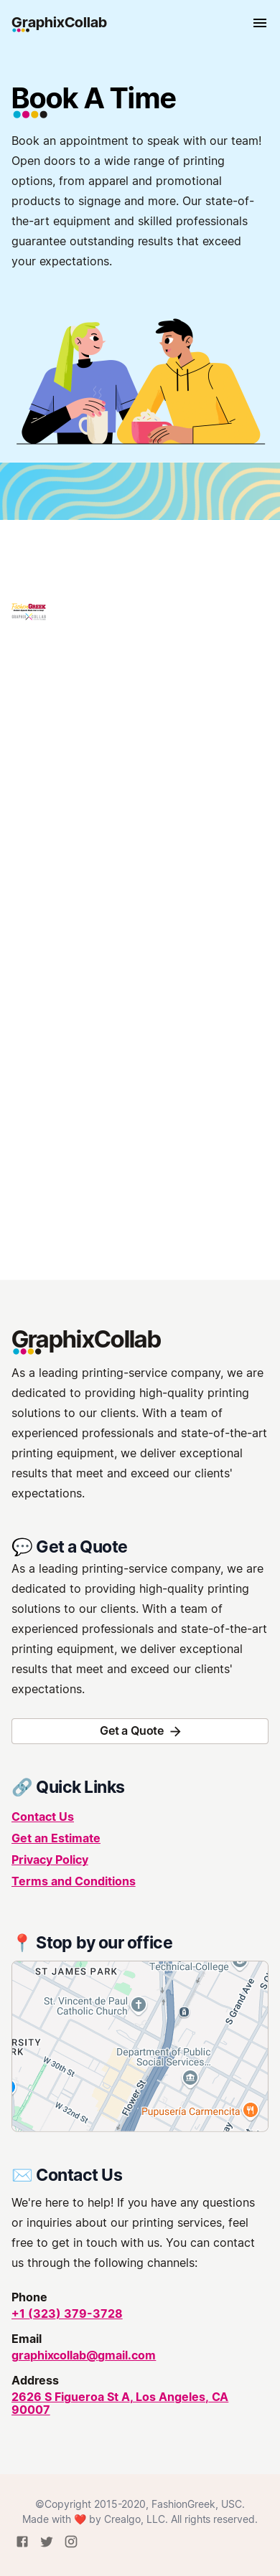 GraphixCollab
Book A Time
Book an appointment to speak with our team!
Open doors to a wide range of printing
options, from apparel and promotional
products to signage and more. Our state-of-
the-art equipment and skilled professionals
guarantee outstanding results that exceed
your expectations.
GREEK
GRAPHIXCOLLAB
GraphixCollab
As a leading printing-service company, we are
dedicated to providing high-quality printing
solutions to our clients. With a team of
experienced professionals and state-of-the-art
printing equipment, we deliver exceptional
results that meet and exceed our clients'
expectations.
💬 Get a Quote
As a leading printing-service company, we are
dedicated to providing high-quality printing
solutions to our clients. With a team of
experienced professionals and state-of-the-art
printing equipment, we deliver exceptional
results that meet and exceed our clients'
expectations.
Get a Quote →
🔗 Quick Links
Contact Us
Get an Estimate
Privacy Policy
Terms and Conditions
📍 Stop by our office
Technical College
ST JAMES PARK
S Grand Ave
St. Vincent de Paul
Catholic Church
RSITY
RK
Department of Public
Social Services...
W 30th St
Flower St
Pupuseria Carmencita
W 32nd St
✉️ Contact Us
We're here to help! If you have any questions
or inquiries about our printing services, feel
free to get in touch with us. You can contact
us through the following channels:
Phone
+1 (323) 379-3728
Email
graphixcollab@gmail.com
Address
2626 S Figueroa St A, Los Angeles, CA
90007
©Copyright 2015-2020, FashionGreek, USC.
Made with ❤️ by Crealgo, LLC. All rights reserved.